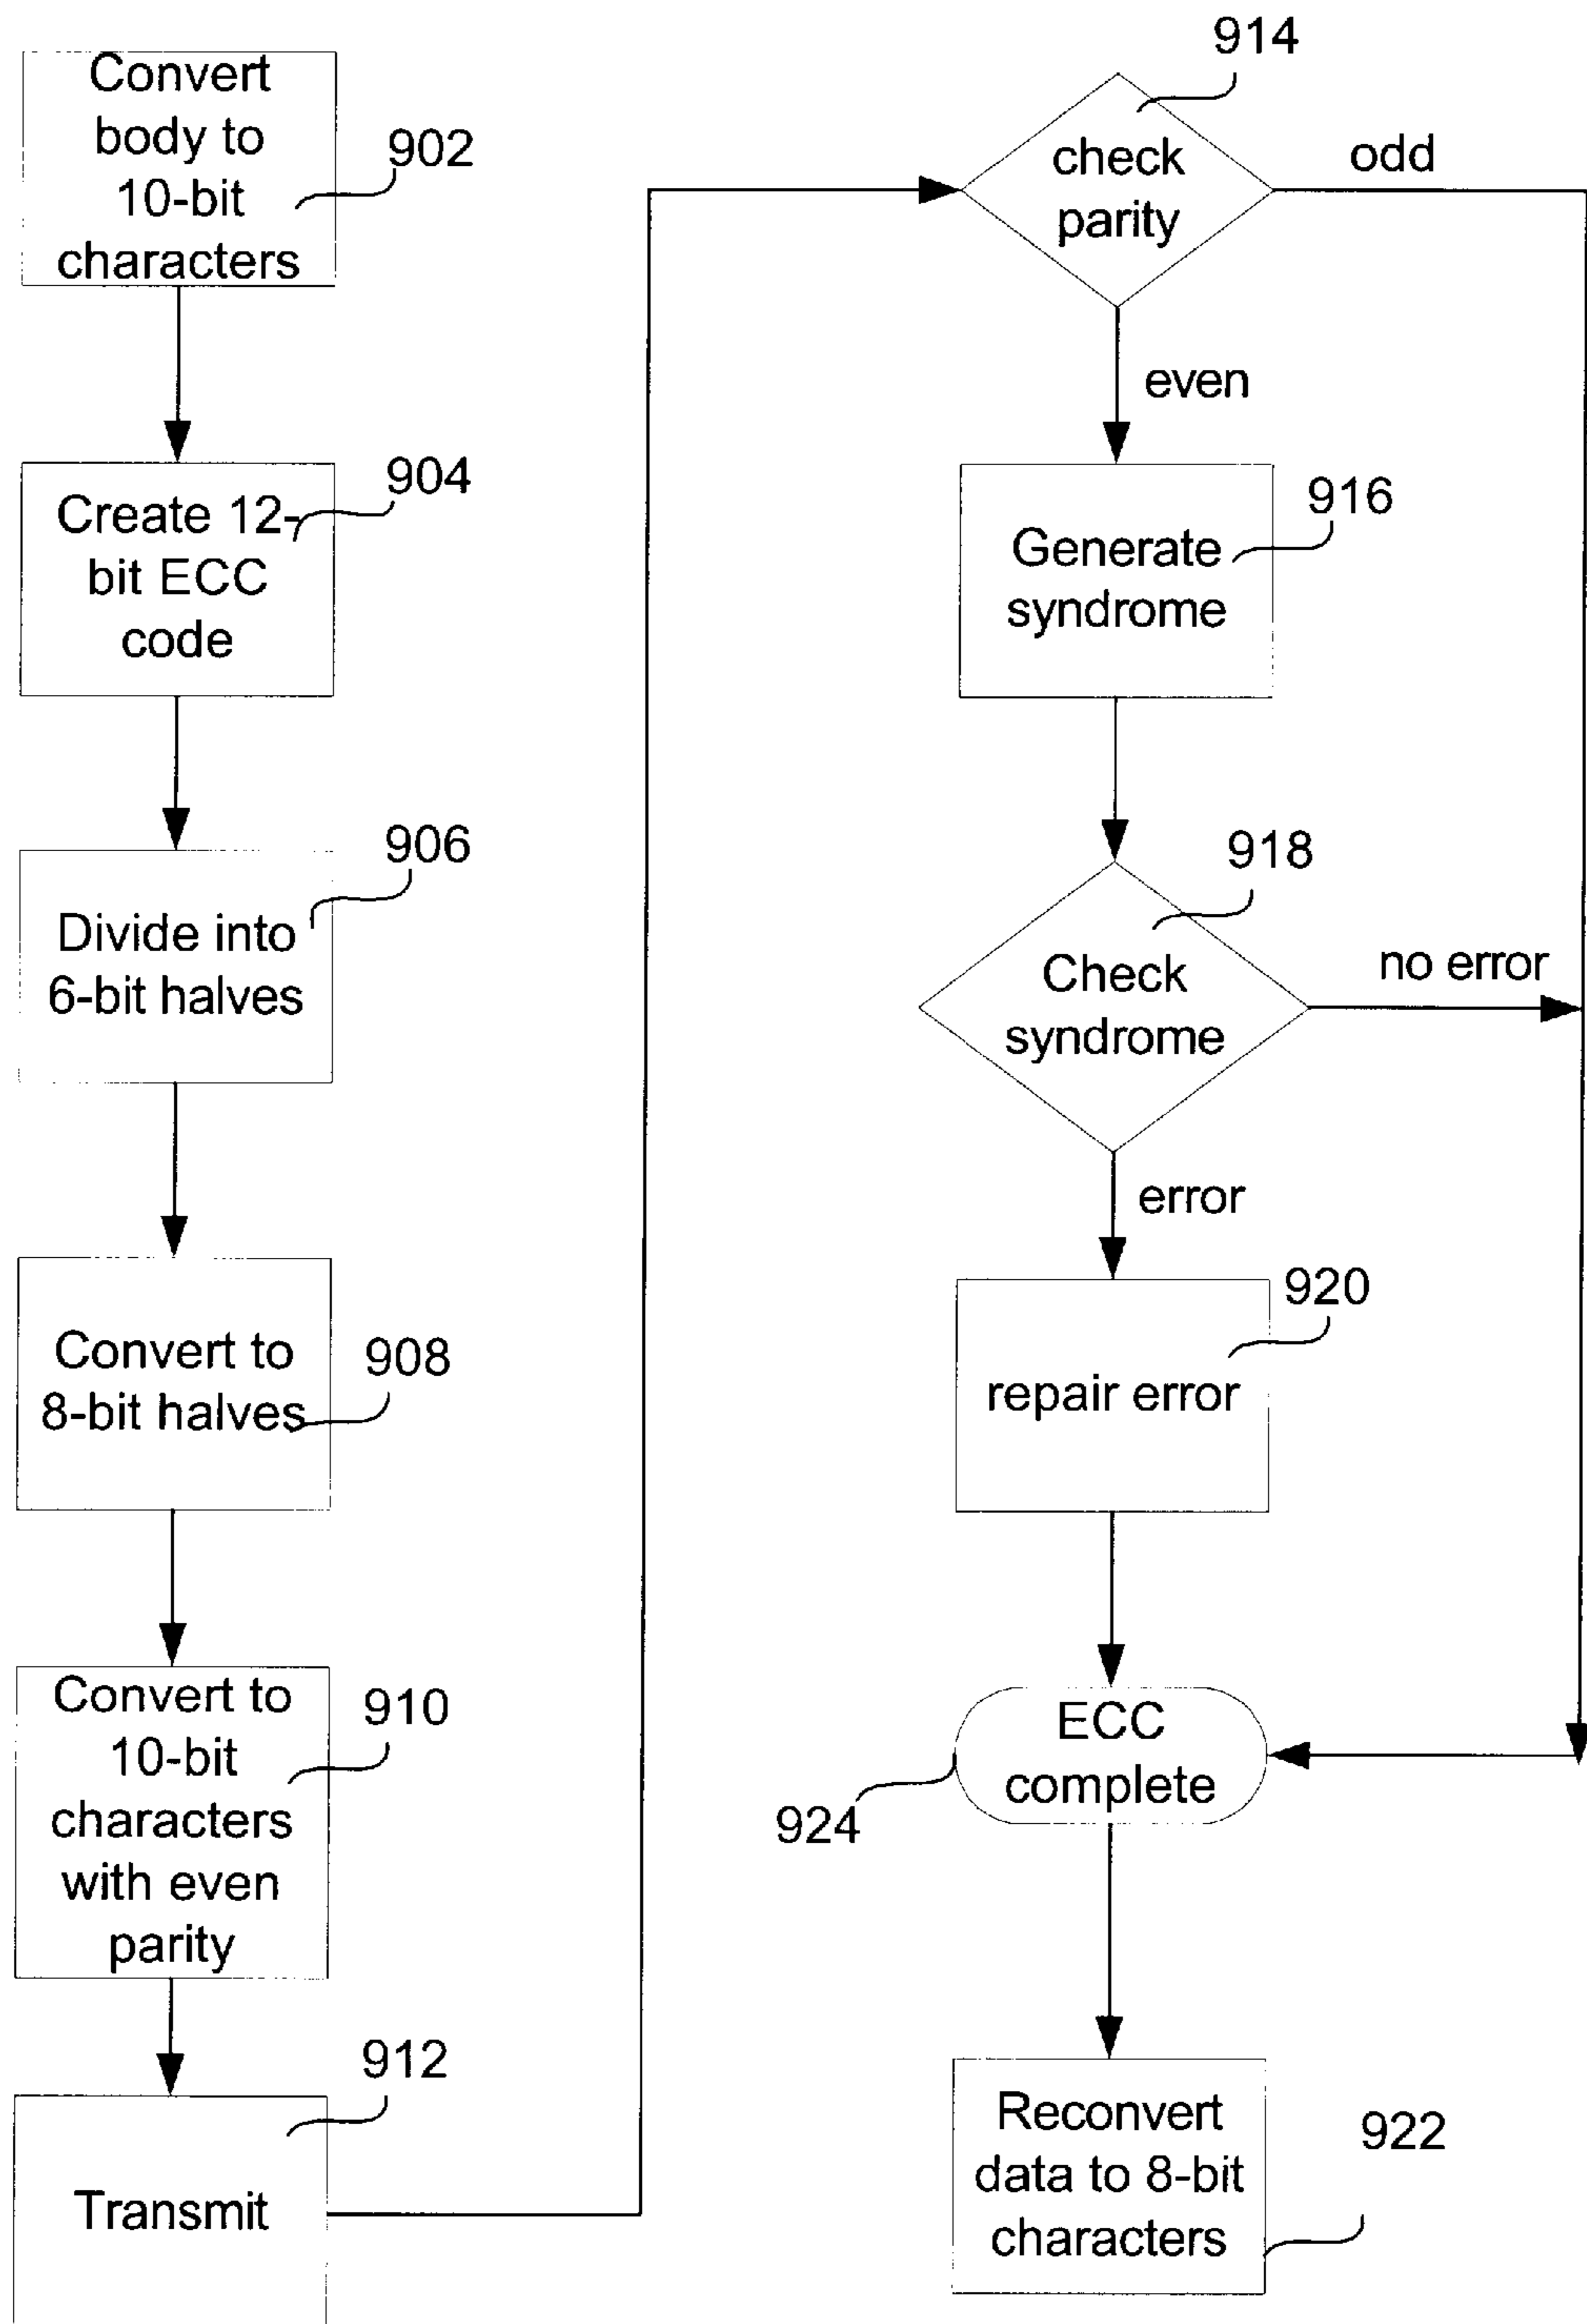 Convert
body to
10-bit
characters
902
Create 12-
bit ECC
code
904
Divide into
6-bit halves
906
Convert to
8-bit halves
908
Convert to
10-bit
characters
with even
parity
910
Transmit
912
check
parity
914
odd
even
Generate
syndrome
916
Check
syndrome
918
no error
error
repair error
920
ECC
complete
924
Reconvert
data to 8-bit
characters
922